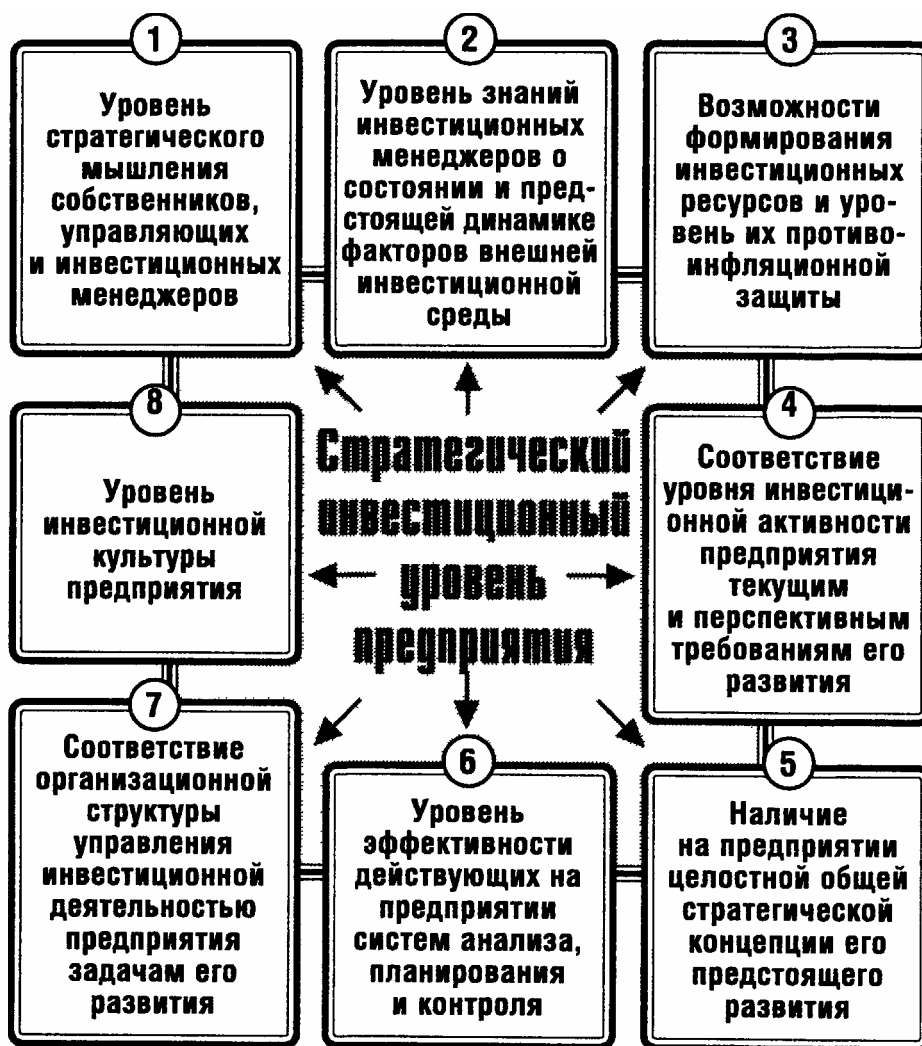 1
Уровень
стратегического
мышления
собственников,
управляющих
и инвестиционных
менеджеров
2
Уровень знаний
инвестиционных
менеджеров о
состоянии и пред-
стоящей динамике
факторов внешней
инвестиционной
среды
3
Возможности
формирования
инвестиционных
ресурсов и уро-
вень их противо-
инфляционной
защиты
8
Уровень
инвестиционной
культуры
предприятия
Стратегический
инвестиционный
уровень
предприятия
4
Соответствие
уровня инвестици-
онной активности
предприятия
текущим
и перспективным
требованиям его
развития
7
Соответствие
организационной
структуры
управления
инвестиционной
деятельностью
предприятия
задачам его
развития
6
Уровень
эффективности
действующих на
предприятии
систем анализа,
планирования
и контроля
5
Наличие
на предприятии
целостной общей
стратегической
концепции его
предстоящего
развития